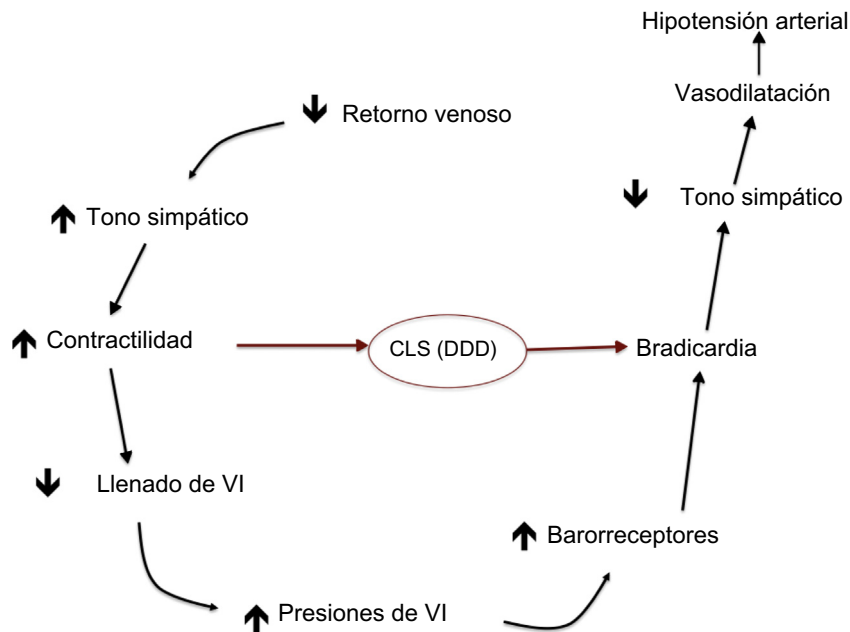 Hipotensión arterial
Vasodilatación
Retorno venoso
Tono simpático
Tono simpático
Contractilidad
CLS (DDD)
Bradicardia
Llenado de VI
Barorreceptores
Presiones de VI